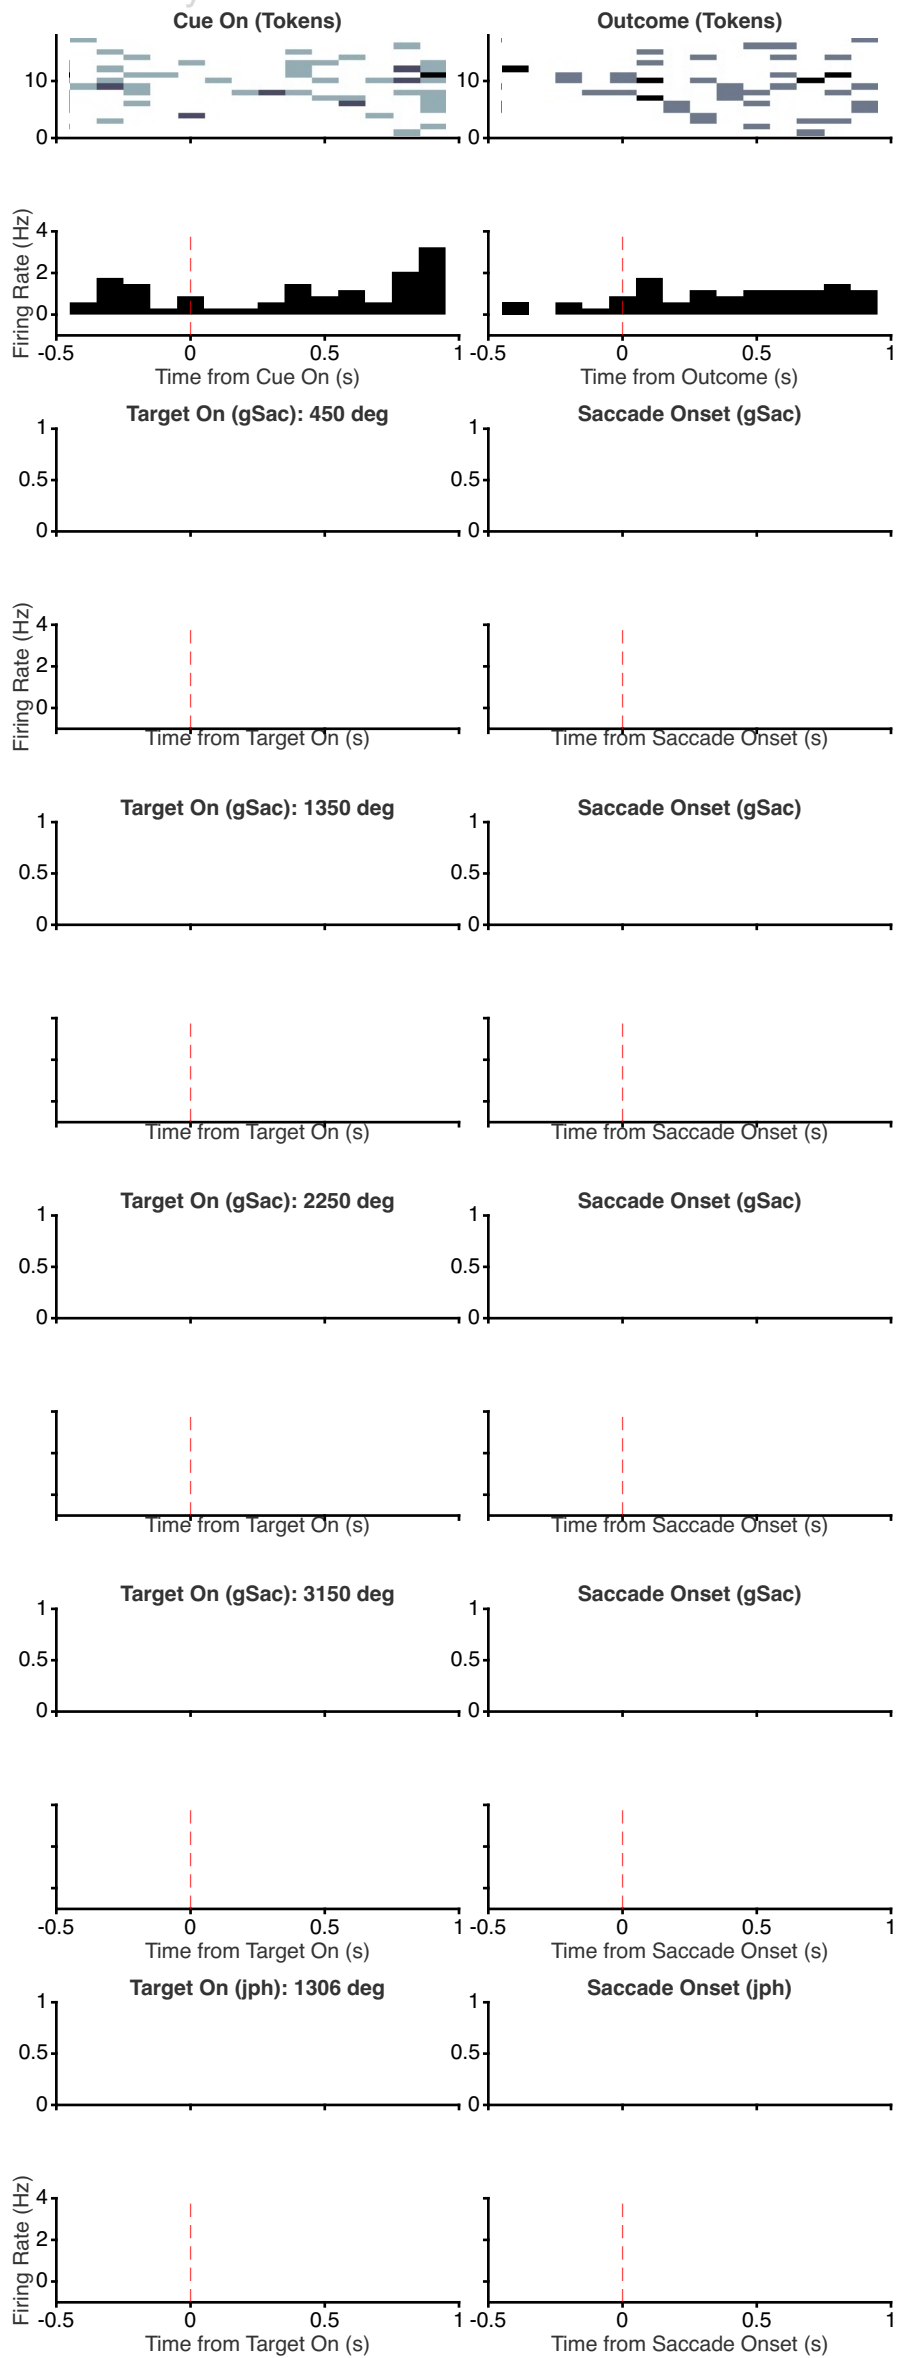 Cue On (Tokens) Outcome (Tokens)
10 10
0 0
Firing Rate (Hz)
4
2
0
-0.5 0 0.5 1 -0.5 0 0.5 1
Time from Cue On (s) Time from Outcome (s)
Target On (gSac): 450 deg Saccade Onset (gSac)
1 1
0.5 0.5
0 0
Firing Rate (Hz)
4
2
0
Time from Target On (s) Time from Saccade Onset (s)
Target On (gSac): 1350 deg Saccade Onset (gSac)
1 1
0.5 0.5
0 0
Time from Target On (s) Time from Saccade Onset (s)
Target On (gSac): 2250 deg Saccade Onset (gSac)
1 1
0.5 0.5
0 0
Time from Target On (s) Time from Saccade Onset (s)
Target On (gSac): 3150 deg Saccade Onset (gSac)
1 1
0.5 0.5
0 0
-0.5 0 0.5 1 -0.5 0 0.5 1
Time from Target On (s) Time from Saccade Onset (s)
Target On (jph): 1306 deg Saccade Onset (jph)
1 1
0.5 0.5
0 0
Firing Rate (Hz)
4
2
0
-0.5 0 0.5 1 -0.5 0 0.5 1
Time from Target On (s) Time from Saccade Onset (s)